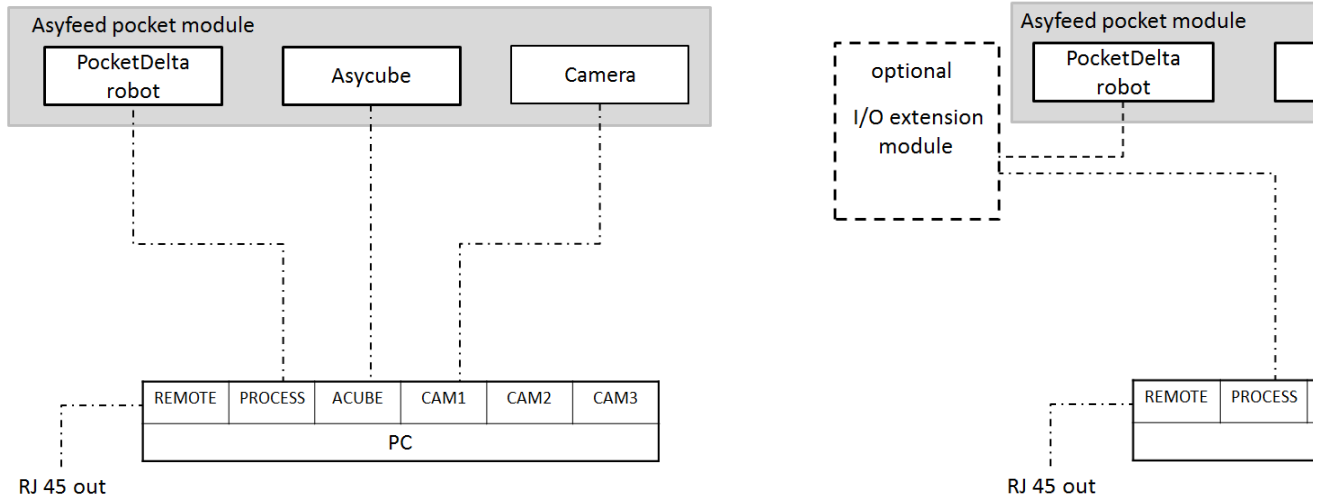 Asyfeed pocket module
PocketDelta
robot
Asycube
Camera
REMOTE
PROCESS
ACUBE
CAM1
CAM2
CAM3
PC
RJ 45 out
Asyfeed pocket module
optional
I/O extension
module
PocketDelta
robot
REMOTE
PROCESS
RJ 45 out